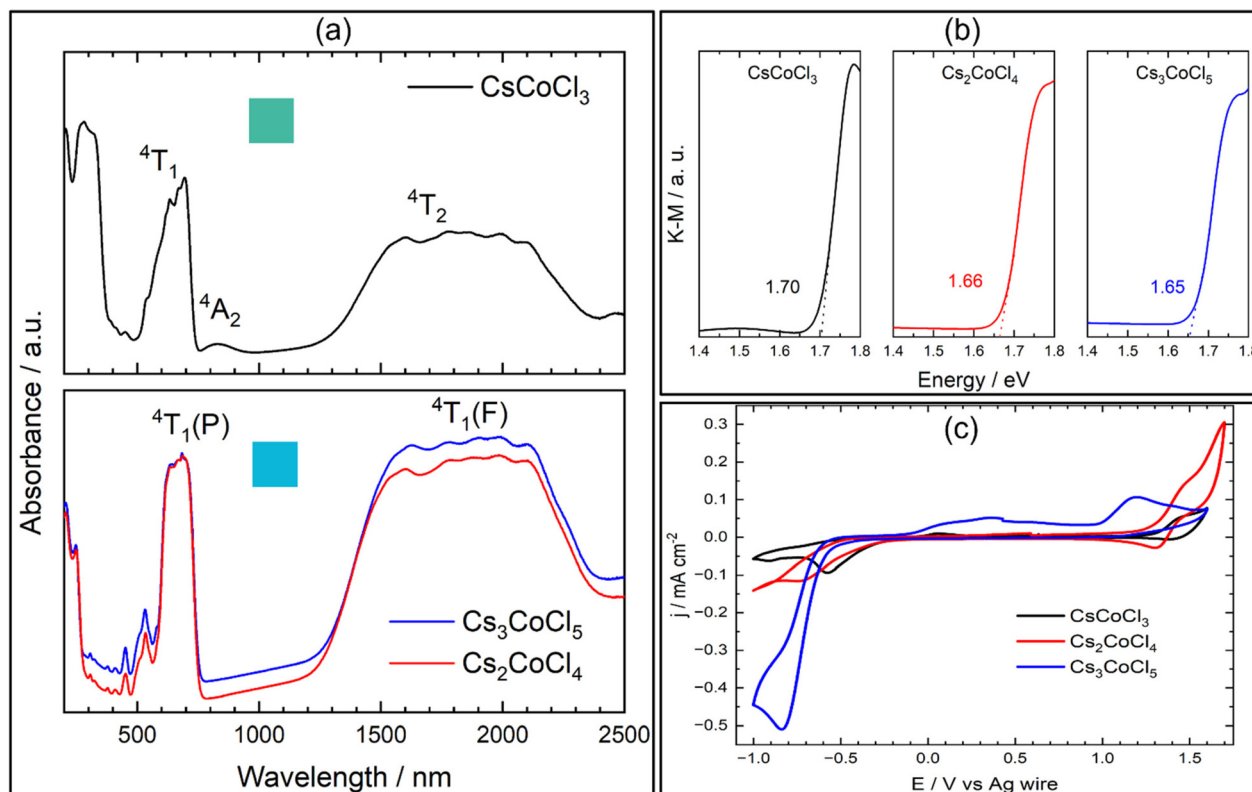 (a)
CsCoCl₃
⁴T₁
⁴T₂
⁴A₂
⁴T₁(P)
⁴T₁(F)
Cs₃CoCl₅
Cs₂CoCl₄
500 1000 1500 2000 2500
Wavelength / nm
Absorbance / a.u.
(b)
CsCoCl₃ Cs₂CoCl₄ Cs₃CoCl₅
K-M / a. u.
1.70 1.66 1.65
1.4 1.5 1.6 1.7 1.8 1.4 1.5 1.6 1.7 1.8 1.4 1.5 1.6 1.7 1.8
Energy / eV
(c)
0.3
0.2
0.1
0.0
−0.1
−0.2
−0.3
−0.4
−0.5
j / mA cm⁻²
CsCoCl₃
Cs₂CoCl₄
Cs₃CoCl₅
−1.0 −0.5 0.0 0.5 1.0 1.5
E / V vs Ag wire